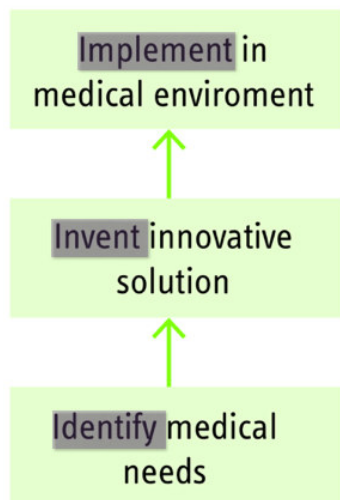 Implement in
medical enviroment
Invent innovative
solution
Identify medical
needs